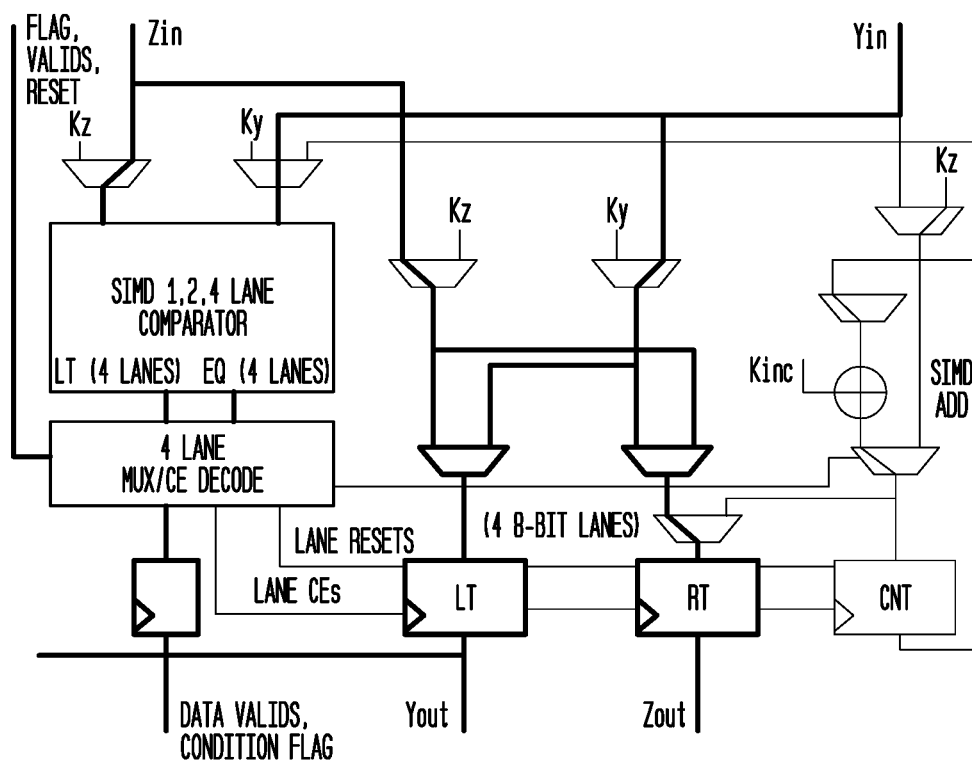 FLAG,
VALIDS,
RESET
Zin
Yin
Kz
Ky
Kz
Kz
Ky
SIMD 1,2,4 LANE
COMPARATOR
LT (4 LANES) EQ (4 LANES)
Kinc
SIMD
ADD
4 LANE
MUX/CE DECODE
(4 8-BIT LANES)
LANE RESETS
LANE CEs
LT
RT
CNT
DATA VALIDS,
CONDITION FLAG
Yout
Zout